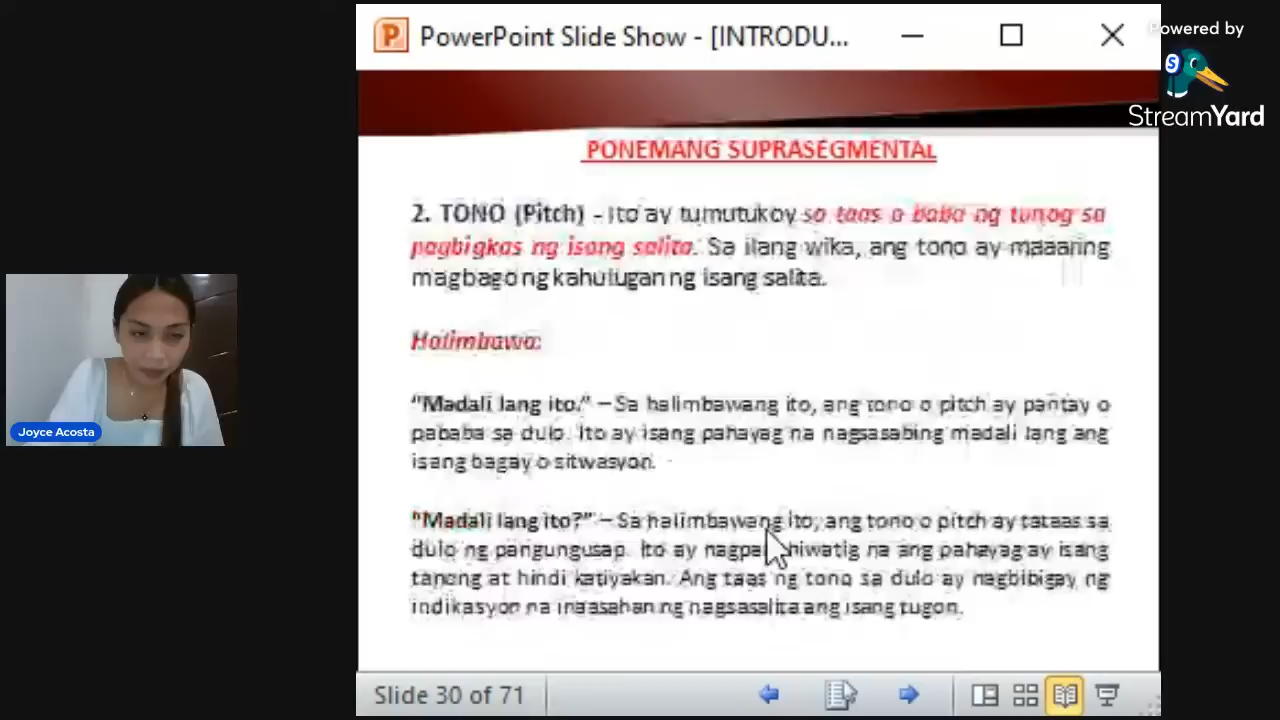 PowerPoint Slide Show - [INTRODU...
Powered by
StreamYard
PONEMANG SUPRASEGMENTAL
2. TONO (Pitch) - Ito ay tumutukoy sa taas o baba ng tunog sa
pagbigkas ng isang salita. Sa ilang wika, ang tono ay maaaring
magbago ng kahulugan ng isang salita.
Halimbawa:
"Madali lang ito." – Sa halimbawang ito, ang tono o pitch ay pantay o
pababa sa dulo. Ito ay isang pahayag na nagsasabing madali lang ang
isang bagay o sitwasyon.
"Madali lang ito?" – Sa halimbawang ito, ang tono o pitch ay tataas sa
dulo ng pangungusap. Ito ay hiwatig na ang pahayag ay isang
tanong at hindi katiyakan. Ang taas ng tono sa dulo ay nagbibigay ng
indikasyon na inaasahan ng nagsasalita ang isang tugon.
Joyce Acosta
Slide 30 of 71